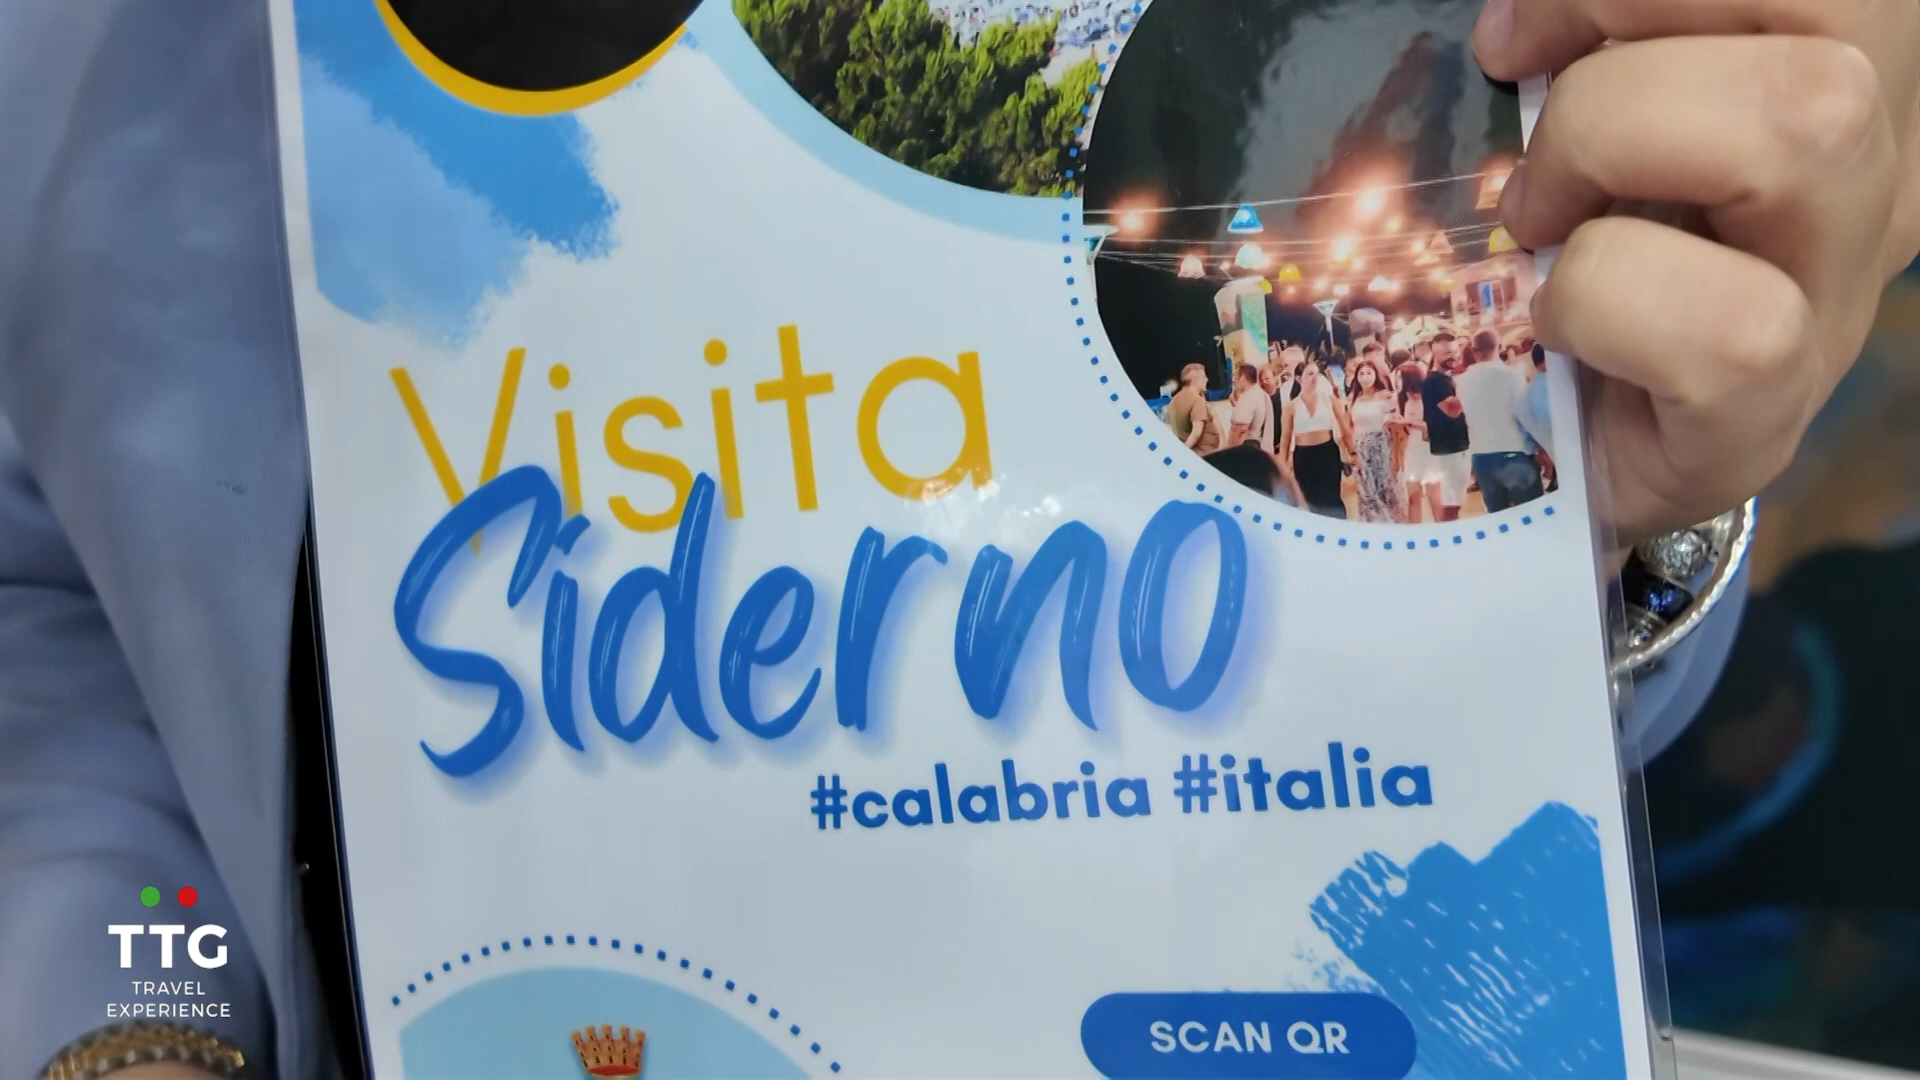 Visita
Siderno
#calabria #italia
SCAN QR
TTG
TRAVEL
EXPERIENCE